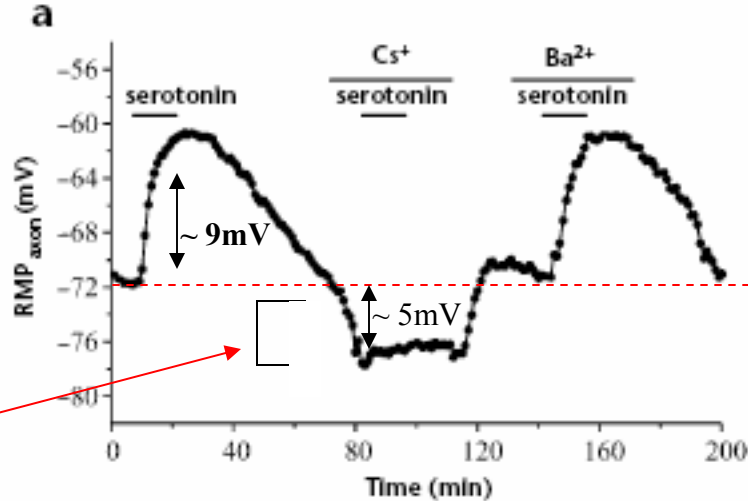 a
Cs⁺ Ba²⁺
serotonin serotonin serotonin
−56
−60
−64
−68
−72
−76
−80
RMP axon (mV)
~ 9mV
~ 5mV
0 40 80 120 160 200
Time (min)